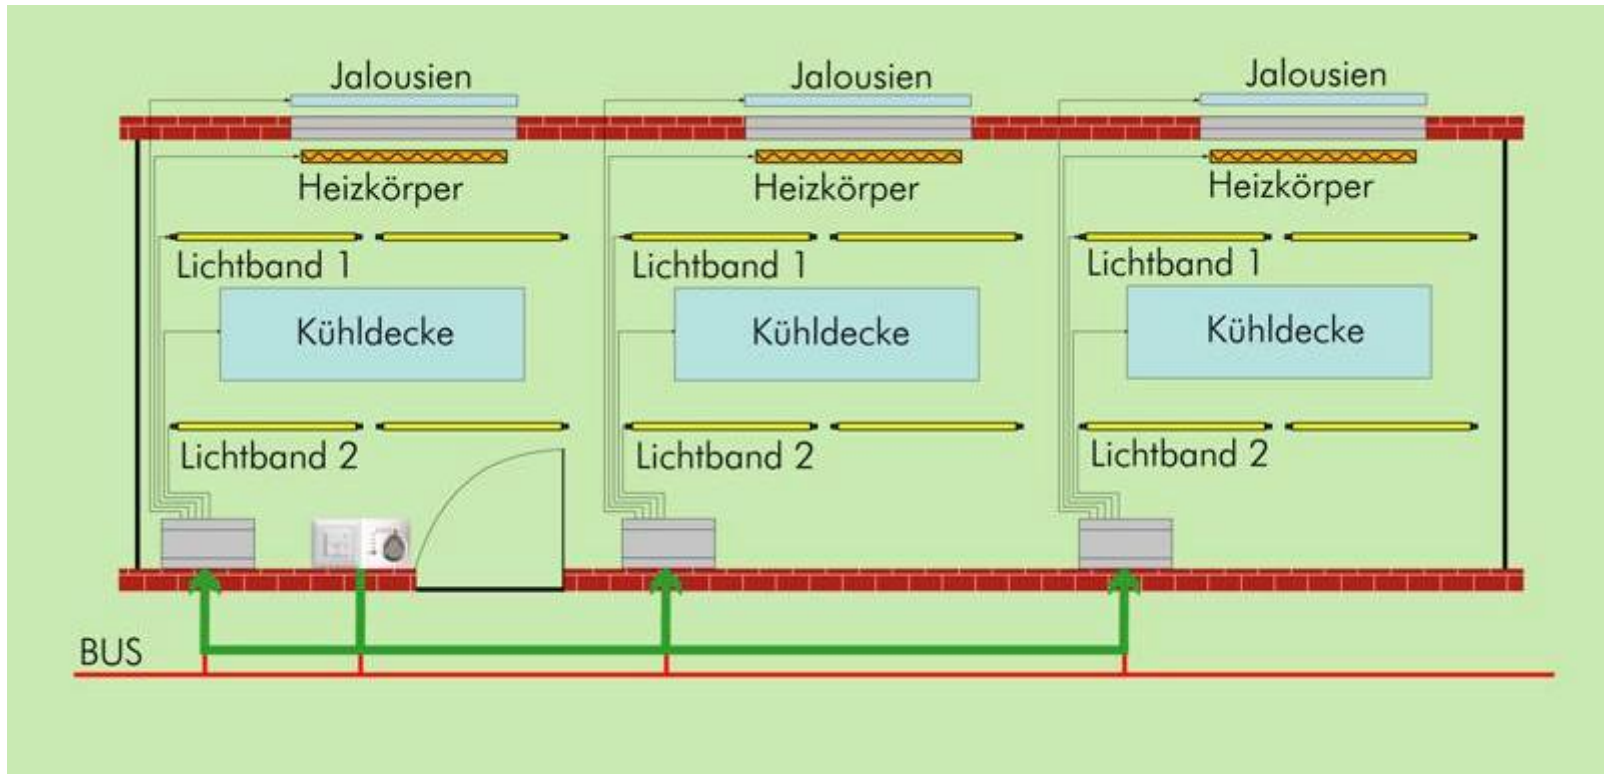 Jalousien Jalousien Jalousien
Heizkörper Heizkörper Heizkörper
Lichtband 1 Lichtband 1 Lichtband 1
Kühldecke Kühldecke Kühldecke
Lichtband 2 Lichtband 2 Lichtband 2
BUS